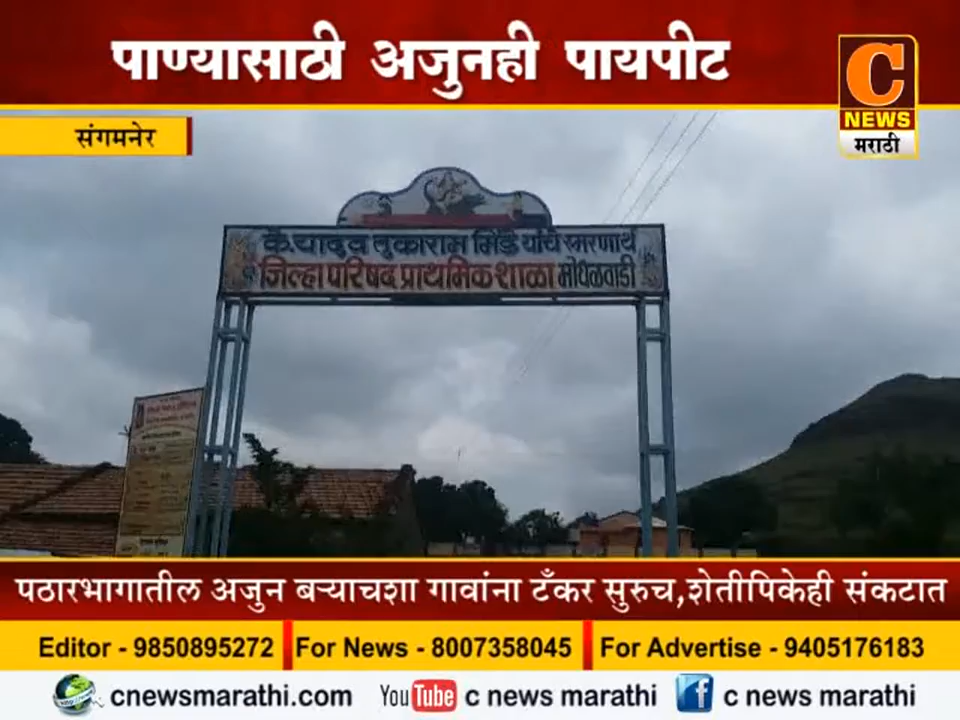 पाण्यासाठी अजुनही पायपीट
C
NEWS
मराठी
संगमनेर
कै.यादव तुकाराम भिडे यांचे स्मरणार्थ
जिल्हा परिषद प्राथमिक शाळा मोधळवाडी
पठारभागातील अजुन बऱ्याचशा गावांना टँकर सुरुच,शेतीपिकेही संकटात
Editor - 9850895272 For News - 8007358045 For Advertise - 9405176183
cnewsmarathi.com YouTube c news marathi f c news marathi